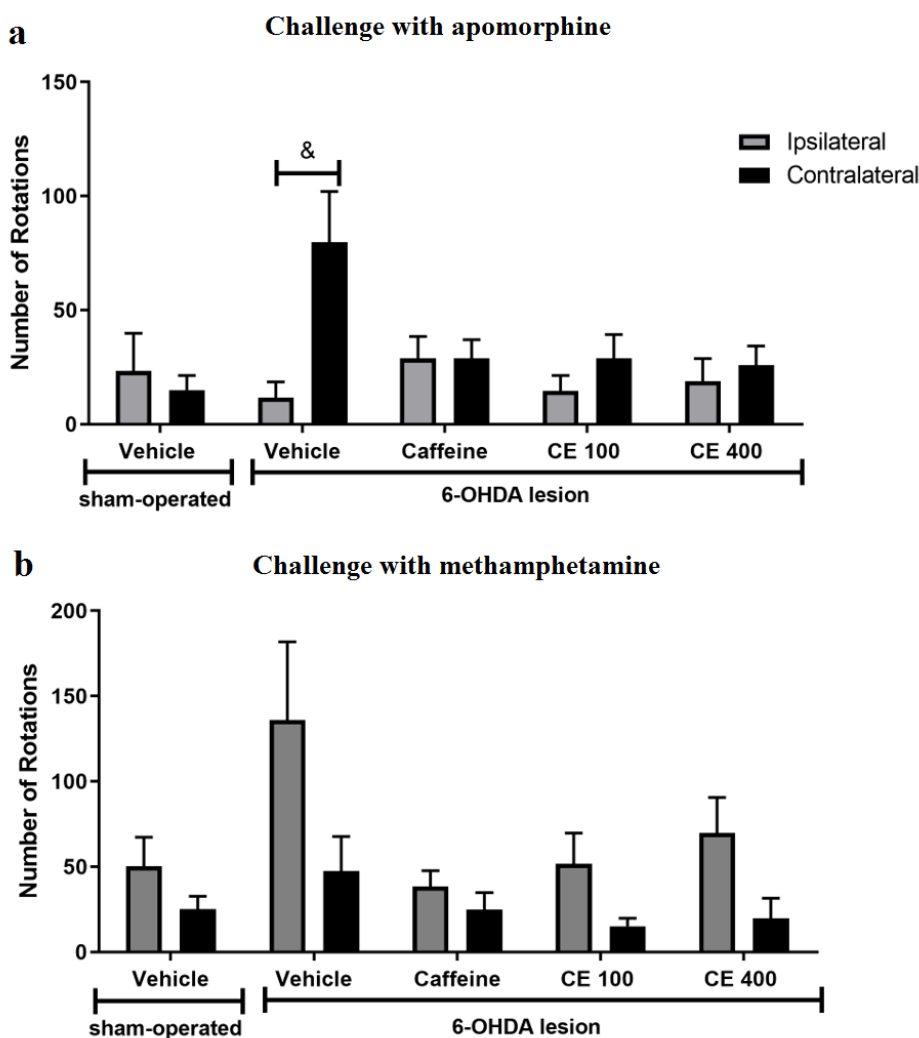 a
Challenge with apomorphine
150
100
50
0
Number of Rotations
&
Ipsilateral
Contralateral
Vehicle Vehicle Caffeine CE 100 CE 400
sham-operated 6-OHDA lesion
b
Challenge with methamphetamine
200
150
100
50
0
Number of Rotations
Vehicle Vehicle Caffeine CE 100 CE 400
sham-operated 6-OHDA lesion